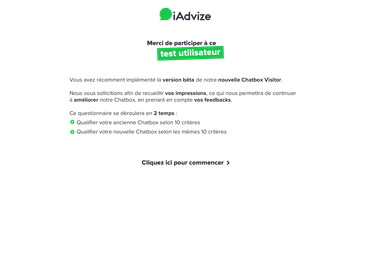 iAdvize
Merci de participer à ce
test utilisateur
Vous avez récemment implémenté la version bêta de notre nouvelle Chatbox Visitor.
Nous vous sollicitions afin de recueillir vos impressions, ce qui nous permettra de continuer
à améliorer notre Chatbox, en prenant en compte vos feedbacks.
Ce questionnaire se déroulera en 2 temps :
Qualifier votre ancienne Chatbox selon 10 critères
Qualifier votre nouvelle Chatbox selon les mêmes 10 critères
Cliquez ici pour commencer >